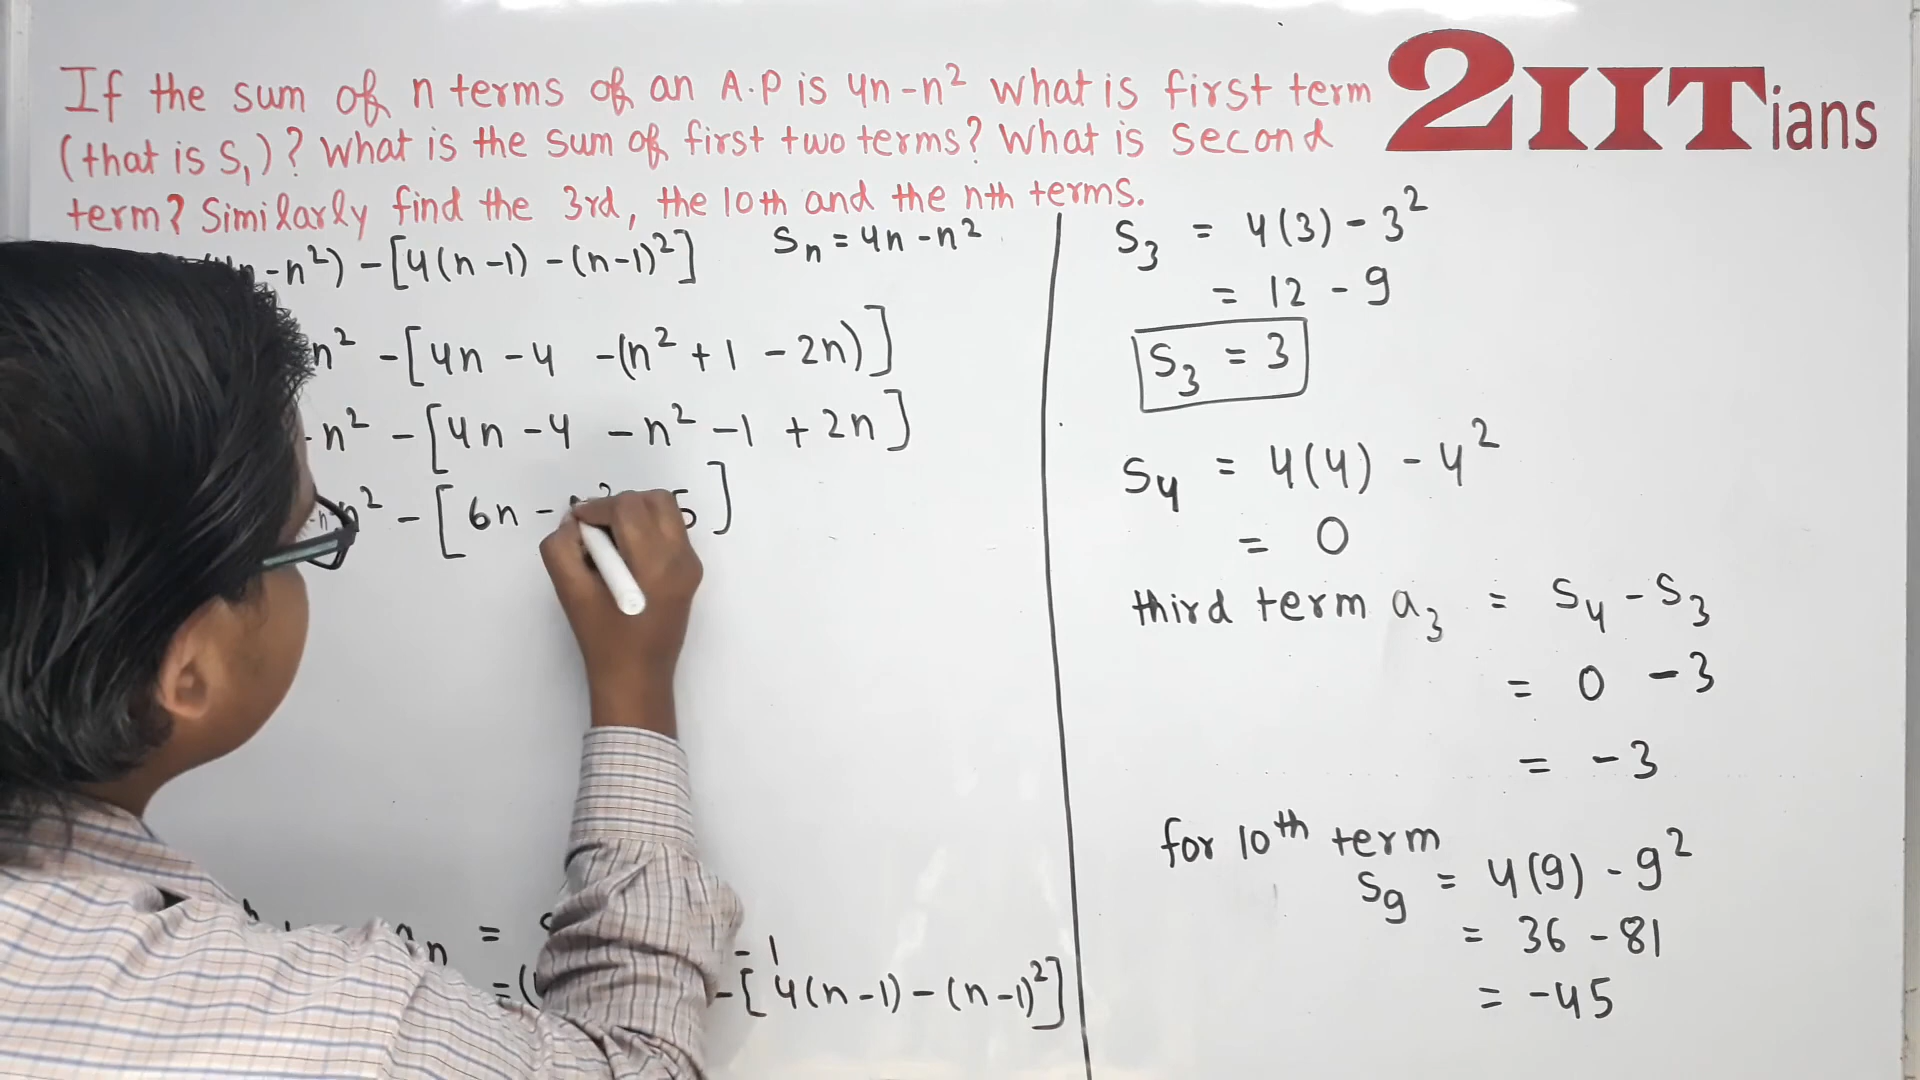 If the sum of n terms of an A.P is 4n-n² what is first term
(that is S₁)? What is the sum of first two terms? What is second
term? Similarly find the 3rd, the 10th and the nth terms.
2IITians
-n²) - [4(n-1) - (n-1)²]
Sₙ = 4n - n²
n² - [4n - 4 - (n² + 1 - 2n)]
-n² - [4n - 4 - n² - 1 + 2n]
n² - [6n - ² 5]
n =
= ( - [4(n-1) - (n-1)²]
S₃ = 4(3) - 3²
= 12 - 9
S₃ = 3
S₄ = 4(4) - 4²
= 0
third term a₃ = S₄ - S₃
= 0 - 3
= -3
for 10th term
S₉ = 4(9) - 9²
= 36 - 81
= -45